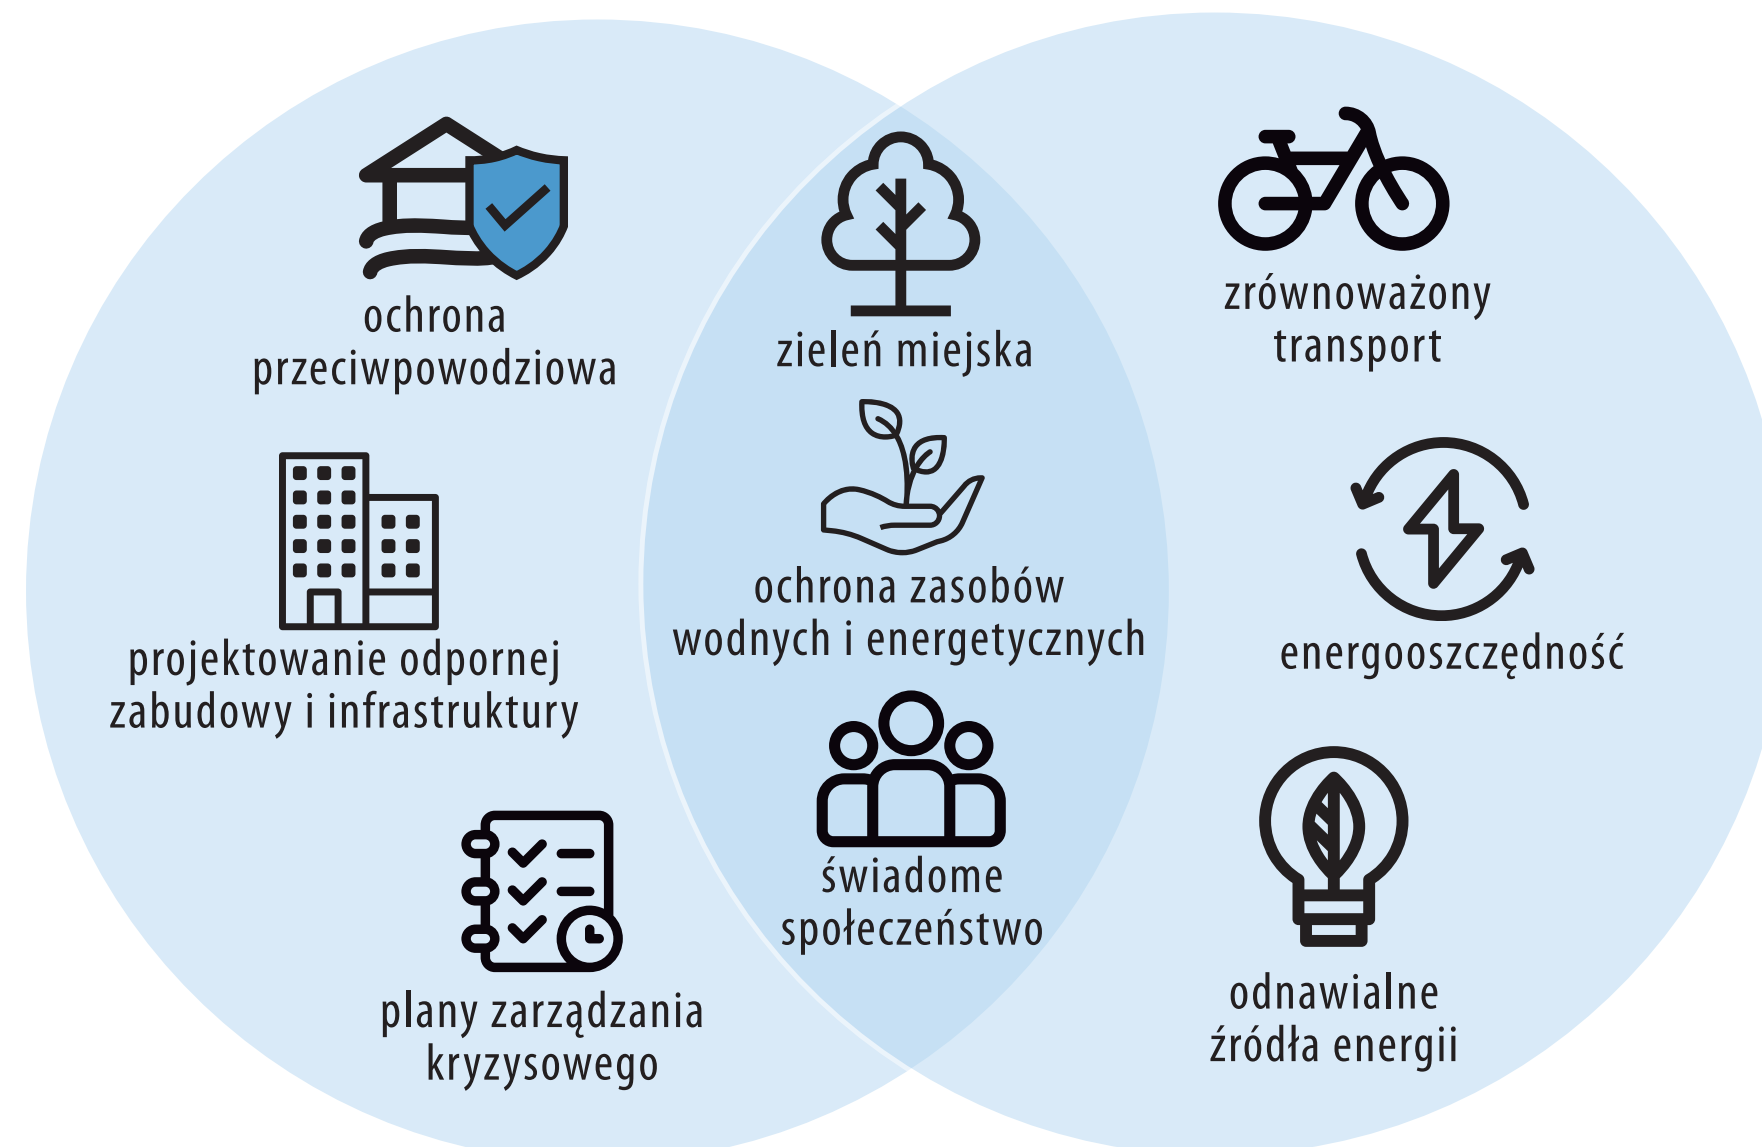 ochrona
przeciwpowodziowa
projektowanie odpornej
zabudowy i infrastruktury
plany zarządzania
kryzysowego
zieleń miejska
ochrona zasobów
wodnych i energetycznych
świadome
społeczeństwo
zrównoważony
transport
energooszczędność
odnawialne
źródła energii